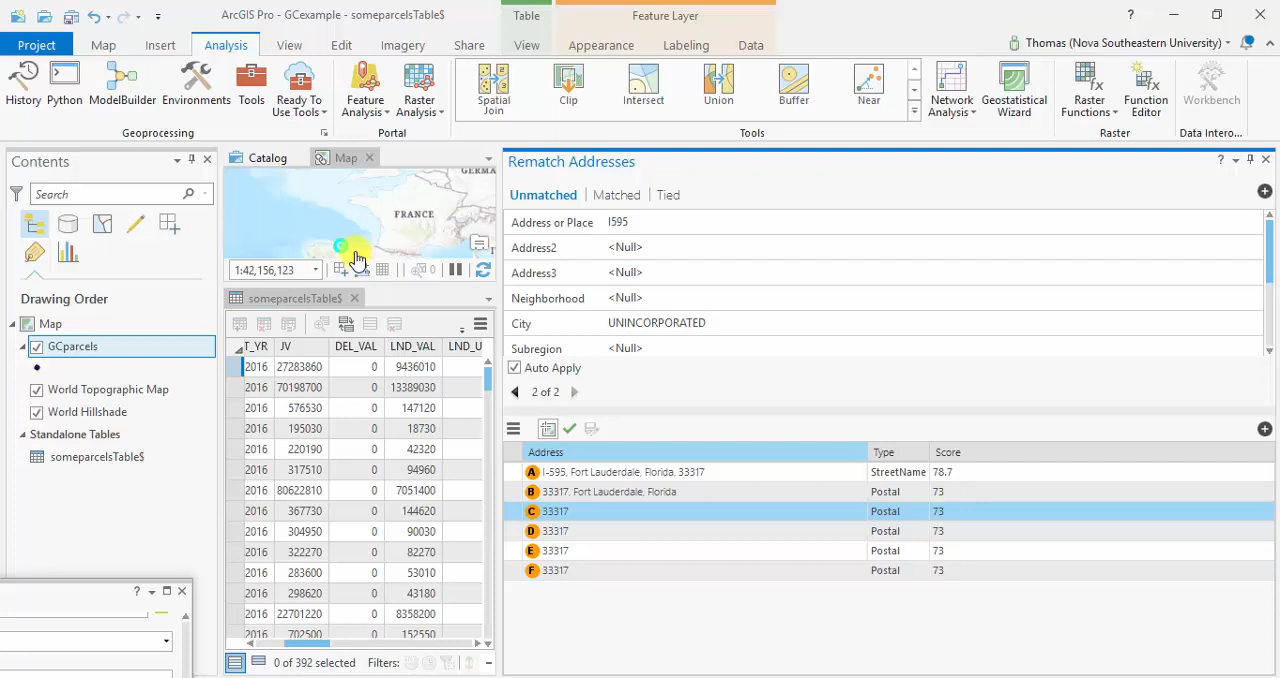 ArcGIS Pro - GCexample - someparcelsTable$
Table
Feature Layer
?
Project
Map
Insert
Analysis
View
Edit
Imagery
Share
View
Appearance
Labeling
Data
Thomas (Nova Southeastern University)
History
Python
ModelBuilder
Environments
Tools
Ready To
Use Tools
Feature
Analysis
Raster
Analysis
Spatial
Join
Clip
Intersect
Union
Buffer
Near
Network
Analysis
Geostatistical
Wizard
Raster
Functions
Function
Editor
Workbench
Geoprocessing
Portal
Tools
Raster
Data Intero...
Contents
Search
Drawing Order
Map
GCparcels
World Topographic Map
World Hillshade
Standalone Tables
someparcelsTable$
?
Catalog
Map
GERMA
FRANCE
1:42,156,123
0
someparcelsTable$
T_YR JV DEL_VAL LND_VAL LND_U
2016 27283860 0 9436010
2016 70198700 0 13389030
2016 576530 0 147120
2016 195030 0 18730
2016 220190 0 42320
2016 317510 0 94960
2016 80622810 0 7051400
2016 367730 0 144620
2016 304950 0 90030
2016 322270 0 82270
2016 283600 0 53010
2016 298620 0 43180
2016 22701220 0 8358200
2016 702500 0 152550
0 of 392 selected
Filters:
Rematch Addresses
?
Unmatched | Matched | Tied
Address or Place I595
Address2 <Null>
Address3 <Null>
Neighborhood <Null>
City UNINCORPORATED
Subregion <Null>
Auto Apply
2 of 2
Address Type Score
A I-595, Fort Lauderdale, Florida, 33317 StreetName 78.7
B 33317, Fort Lauderdale, Florida Postal 73
C 33317 Postal 73
D 33317 Postal 73
E 33317 Postal 73
F 33317 Postal 73